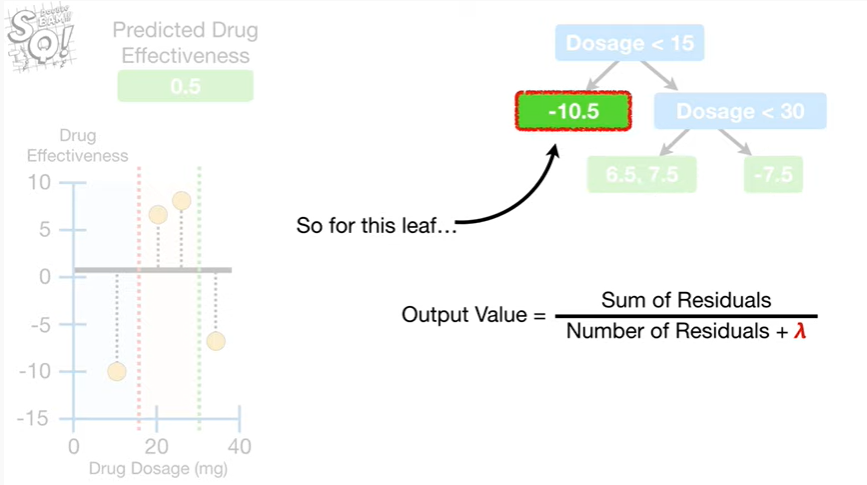 SQ!
Predicted Drug
Effectiveness
0.5
Dosage < 15
-10.5
Dosage < 30
6.5, 7.5
-7.5
So for this leaf…
Output Value =
Sum of Residuals
Number of Residuals + λ
Drug
Effectiveness
10
5
0
-5
-10
-15
0
20
40
Drug Dosage (mg)